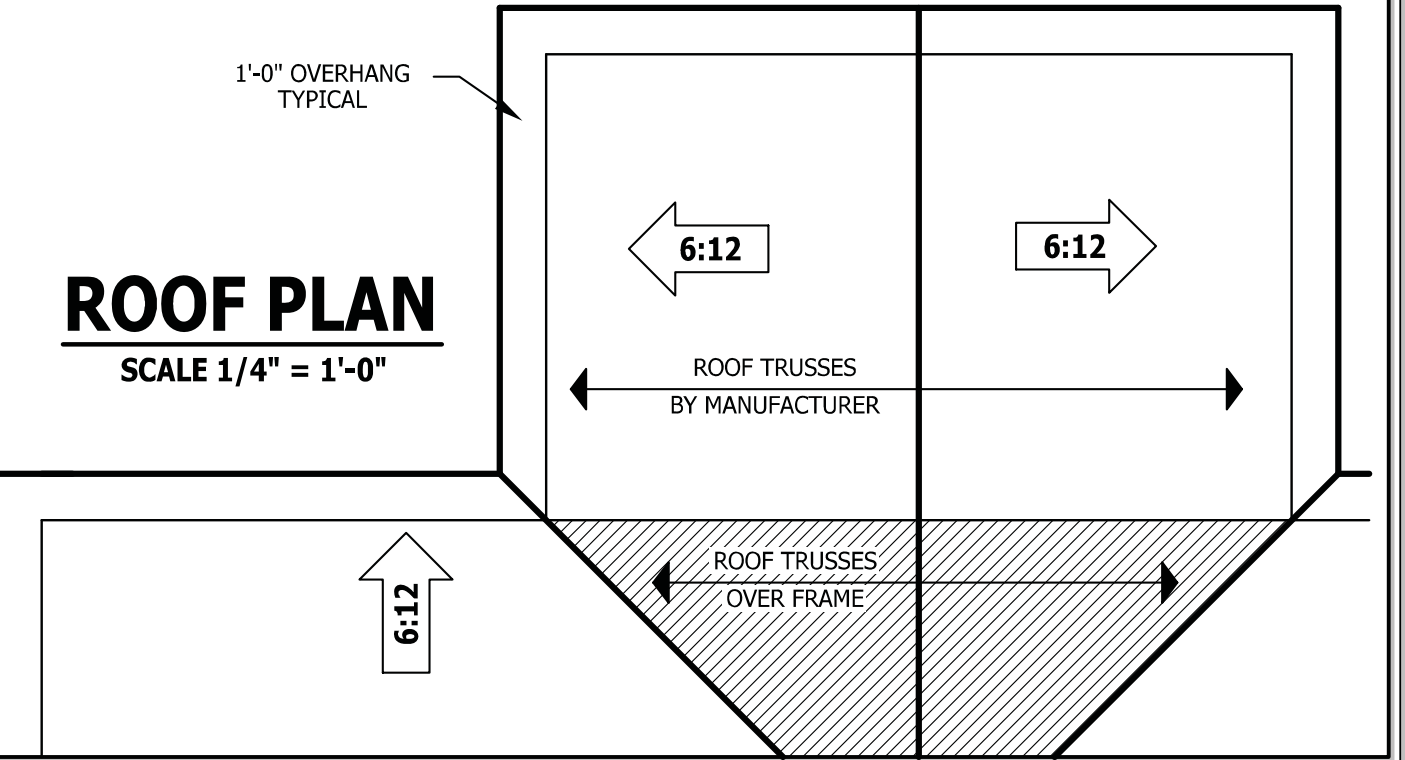 1'-0" OVERHANG
TYPICAL
6:12
6:12
ROOF PLAN
SCALE 1/4" = 1'-0"
ROOF TRUSSES
BY MANUFACTURER
ROOF TRUSSES
OVER FRAME
6:12